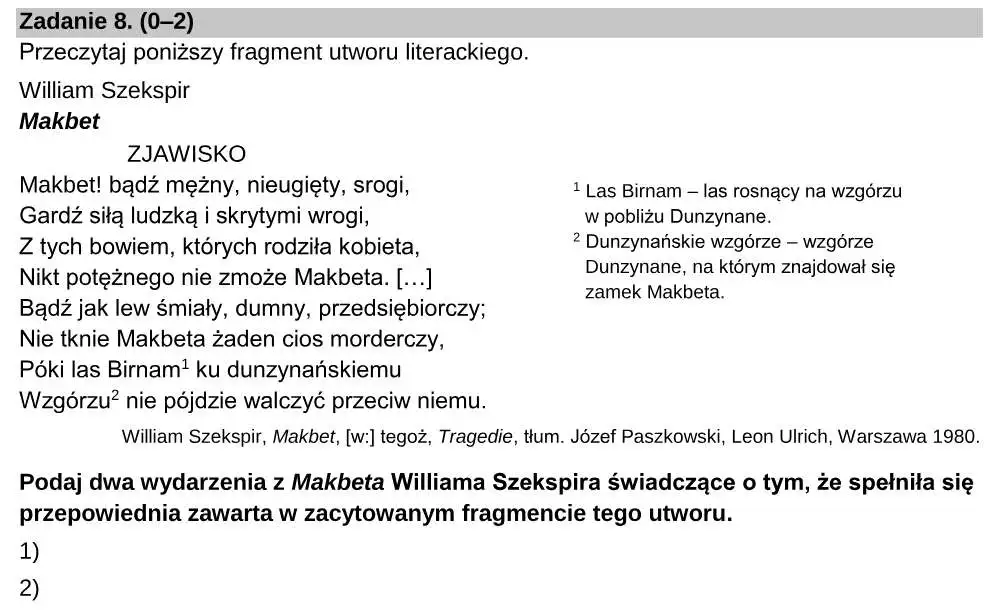 Zadanie 8. (0–2)
Przeczytaj poniższy fragment utworu literackiego.
William Szekspir
Makbet
ZJAWISKO
Makbet! bądź mężny, nieugięty, srogi,
Gardź siłą ludzką i skrytymi wrogi,
Z tych bowiem, których rodziła kobieta,
Nikt potężnego nie zmoże Makbeta. […]
Bądź jak lew śmiały, dumny, przedsiębiorczy;
Nie tknie Makbeta żaden cios morderczy,
Póki las Birnam¹ ku dunzynańskiemu
Wzgórzu² nie pójdzie walczyć przeciw niemu.
¹ Las Birnam – las rosnący na wzgórzu
w pobliżu Dunzynane.
² Dunzynańskie wzgórze – wzgórze
Dunzynane, na którym znajdował się
zamek Makbeta.
William Szekspir, Makbet, [w:] tegoż, Tragedie, tłum. Józef Paszkowski, Leon Ulrich, Warszawa 1980.
Podaj dwa wydarzenia z Makbeta Williama Szekspira świadczące o tym, że spełniła się
przepowiednia zawarta w zacytowanym fragmencie tego utworu.
1)
2)